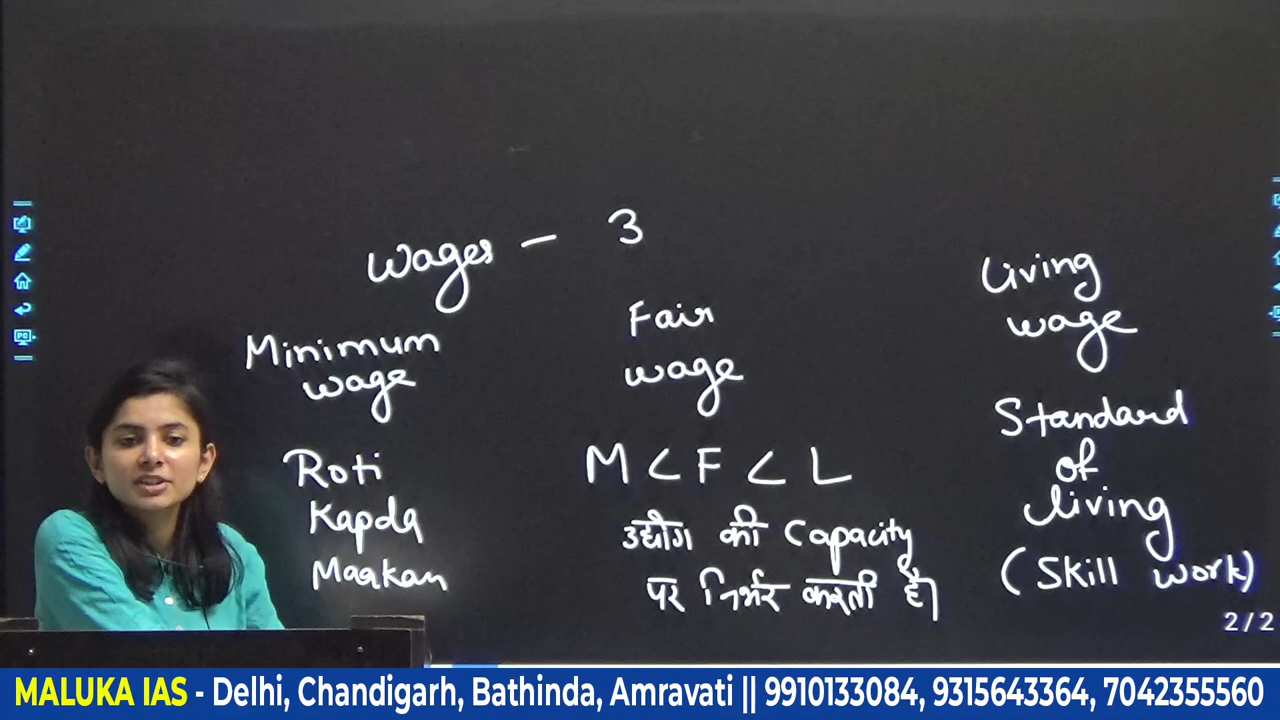 Wages - 3
Minimum
wage
Roti
Kapda
Maakan
Fair
wage
M < F < L
उद्योग की Capacity
पर निर्भर करती है।
Living
wage
Standard
of
living
(Skill work)
2/2
MALUKA IAS - Delhi, Chandigarh, Bathinda, Amravati || 9910133084, 9315643364, 7042355560